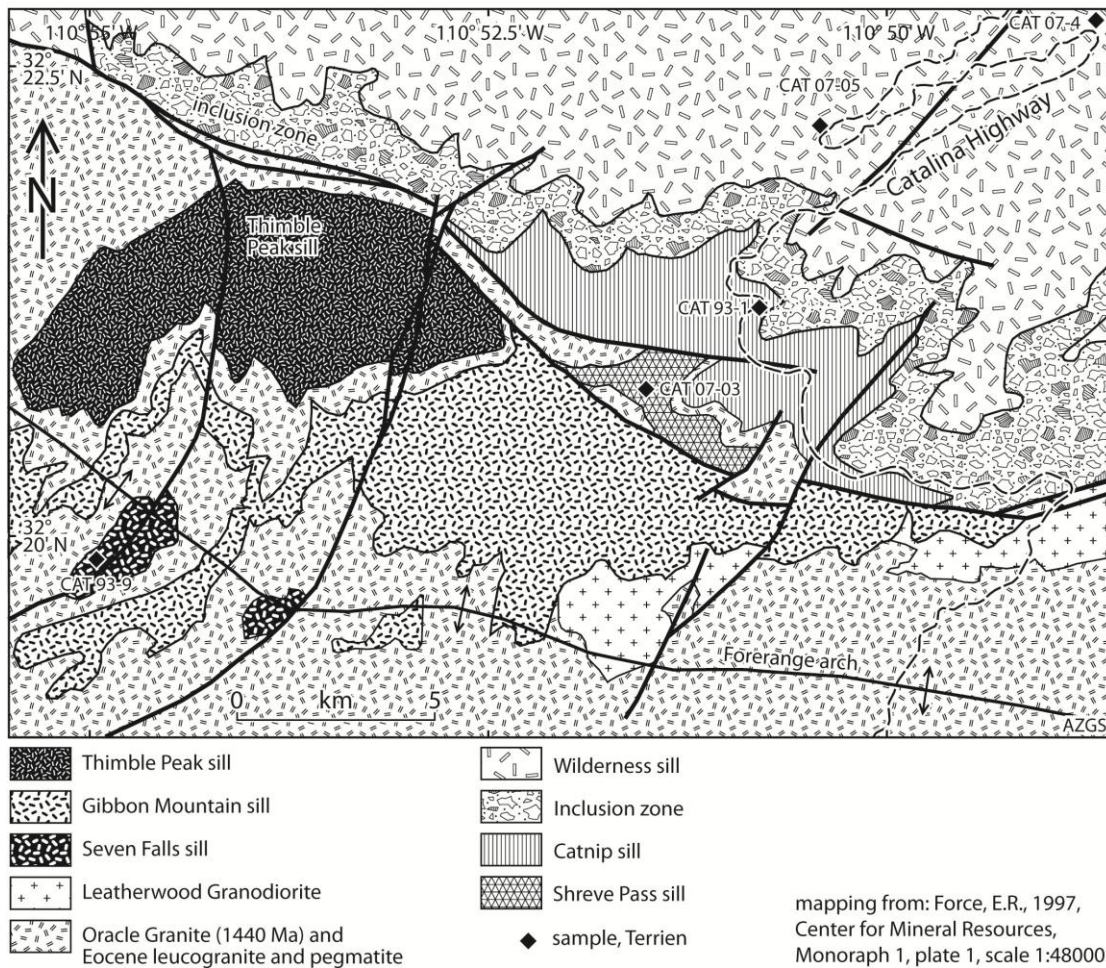 110° 55' W
110° 52.5' W
110° 50' W
CAT 07-4
32°
22.5' N
CAT 07-05
inclusion zone
Catalina Highway
N
Thimble
Peak sill
CAT 93-1
CAT 07-03
32°
20' N
CAT 93-9
Forerange arch
0 km 5
AZGS
Thimble Peak sill
Gibbon Mountain sill
Seven Falls sill
Leatherwood Granodiorite
Oracle Granite (1440 Ma) and
Eocene leucogranite and pegmatite
Wilderness sill
Inclusion zone
Catnip sill
Shreve Pass sill
sample, Terrien
mapping from: Force, E.R., 1997,
Center for Mineral Resources,
Monoraph 1, plate 1, scale 1:48000